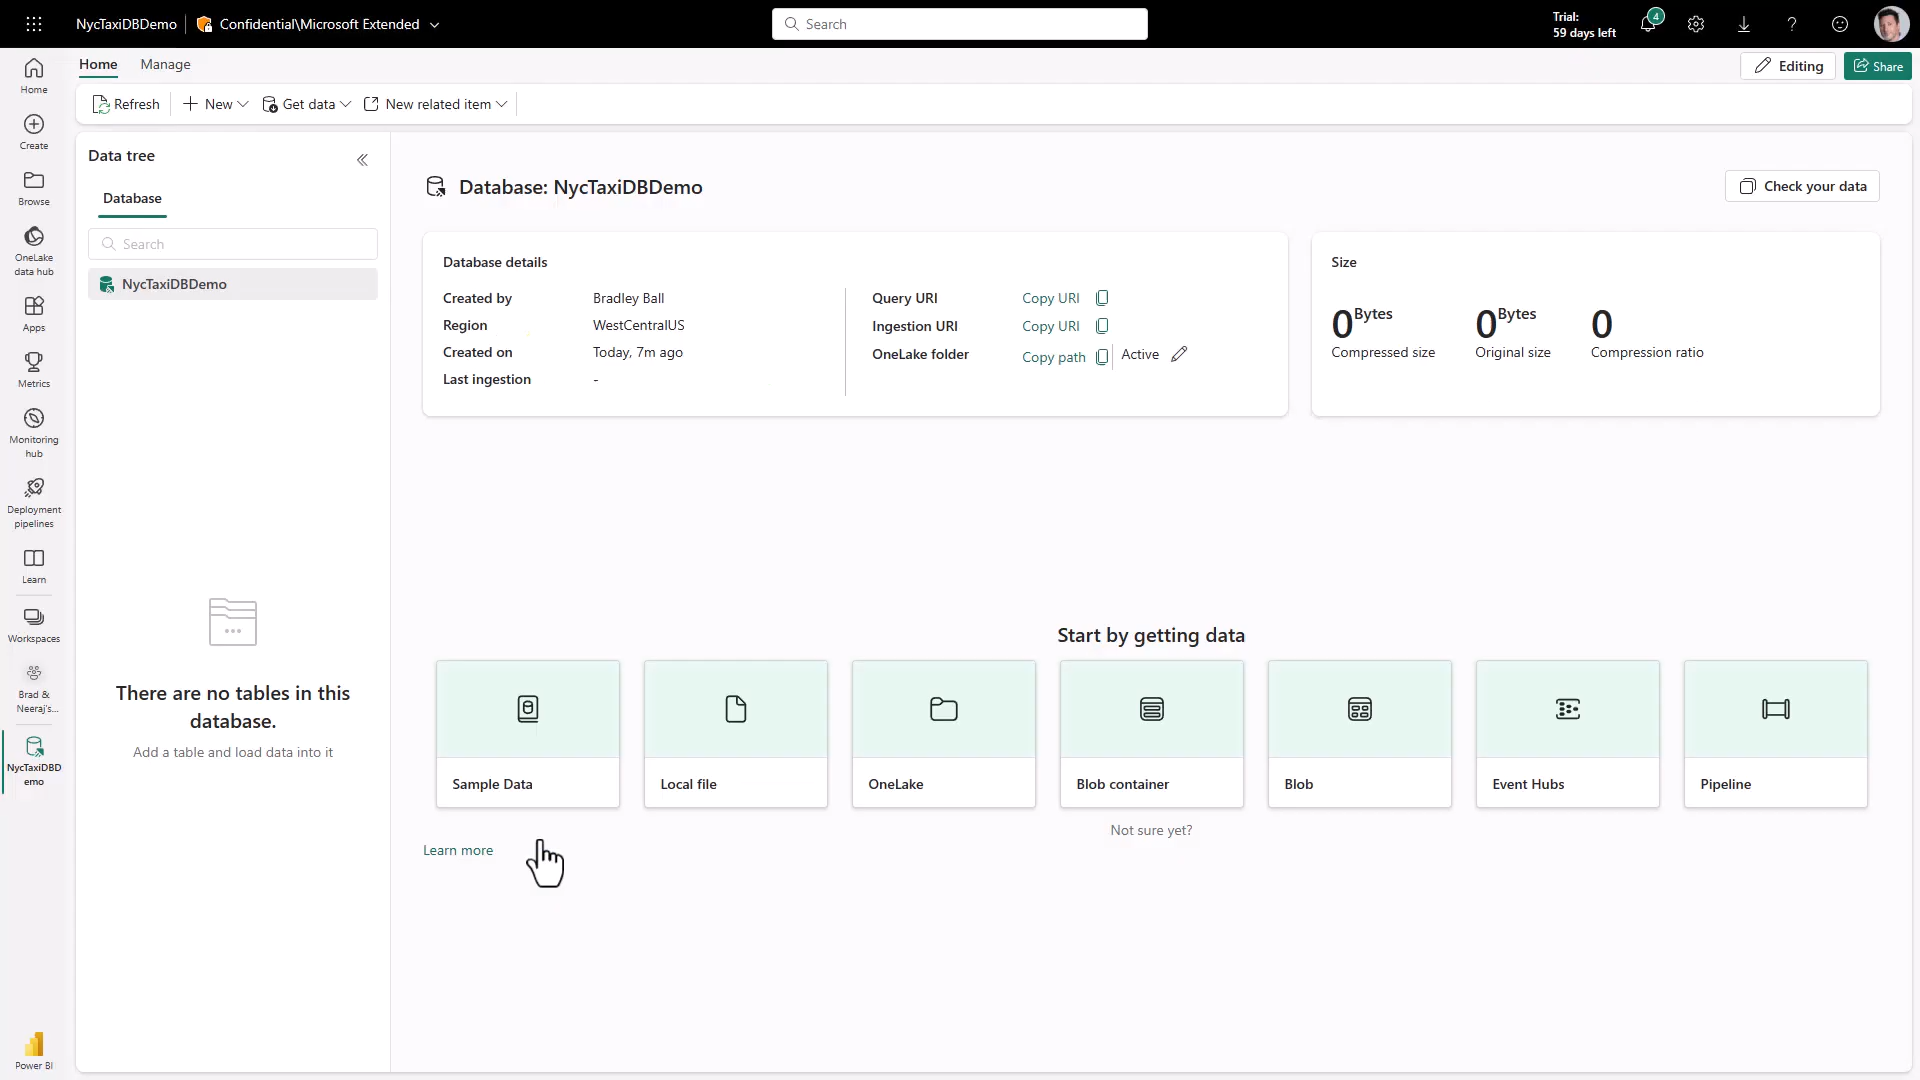 NycTaxiDBDemo
Confidential\Microsoft Extended
Search
Trial:
59 days left
4
Home
Manage
Editing
Share
Refresh
New
Get data
New related item
Home
Create
Browse
OneLake
data hub
Apps
Metrics
Monitoring
hub
Deployment
pipelines
Learn
Workspaces
Brad &
Neeraj's...
NycTaxiDBD
emo
Power BI
Data tree
Database
Search
NycTaxiDBDemo
There are no tables in this
database.
Add a table and load data into it
Database: NycTaxiDBDemo
Check your data
Database details
Created by Bradley Ball
Region WestCentralUS
Created on Today, 7m ago
Last ingestion -
Query URI Copy URI
Ingestion URI Copy URI
OneLake folder Copy path Active
Size
0 Bytes
Compressed size
0 Bytes
Original size
0
Compression ratio
Start by getting data
Sample Data
Local file
OneLake
Blob container
Blob
Event Hubs
Pipeline
Not sure yet?
Learn more